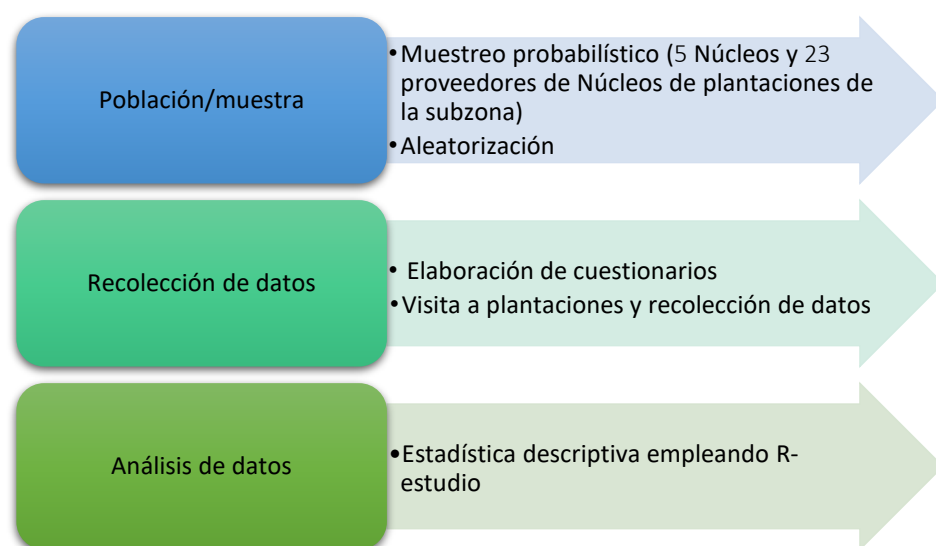 Población/muestra
•Muestreo probabilístico (5 Núcleos y 23
proveedores de Núcleos de plantaciones de
la subzona)
•Aleatorización
Recolección de datos
• Elaboración de cuestionarios
•Visita a plantaciones y recolección de datos
Análisis de datos
•Estadística descriptiva empleando R-
estudio